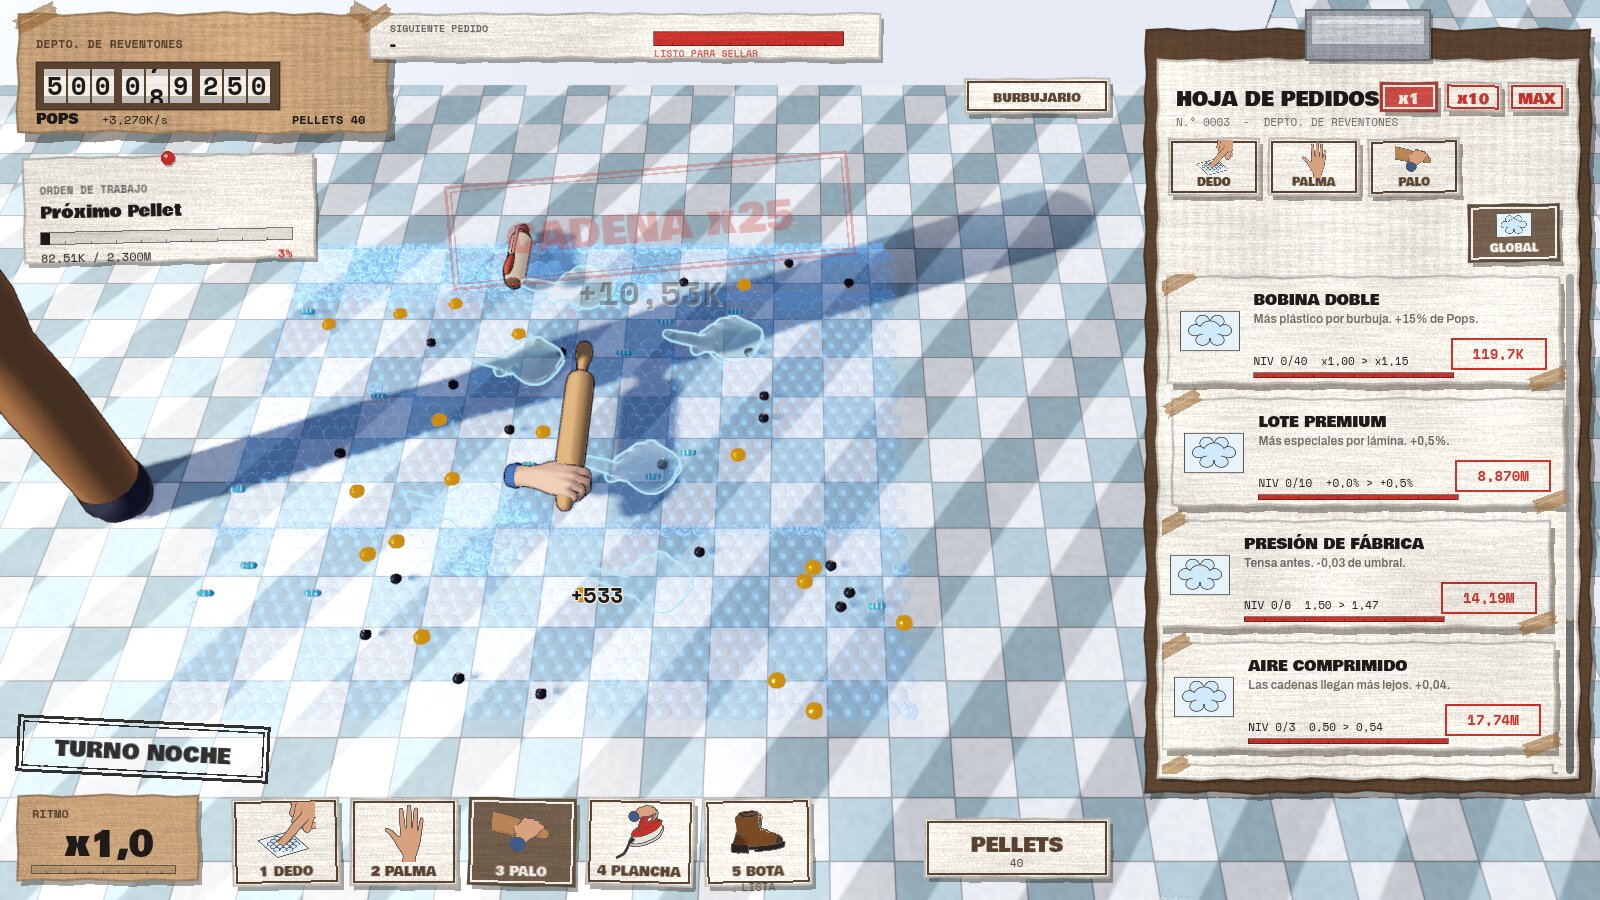 DEPTO. DE REVENTONES
POPS +3,270K/s PELLETS 40
SIGUIENTE PEDIDO
-
LISTO PARA SELLAR
ORDEN DE TRABAJO
Próximo Pellet
82,51K / 2,300M 3%
BURBUJARIO
CADENA x25
+10,53K
+533
HOJA DE PEDIDOS x1 x10 MAX
N.° 0003 - DEPTO. DE REVENTONES
DEDO PALMA PALO
GLOBAL
BOBINA DOBLE
Más plástico por burbuja. +15% de Pops.
NIV 0/40 x1,00 > x1,15 119,7K
LOTE PREMIUM
Más especiales por lámina. +0,5%.
NIV 0/10 +0,0% > +0,5% 8,870M
PRESIÓN DE FÁBRICA
Tensa antes. -0,03 de umbral.
NIV 0/6 1,50 > 1,47 14,19M
AIRE COMPRIMIDO
Las cadenas llegan más lejos. +0,04.
NIV 0/3 0,50 > 0,54 17,74M
TURNO NOCHE
RITMO
x1,0
1 DEDO 2 PALMA 3 PALO 4 PLANCHA 5 BOTA
LISTA
PELLETS
40